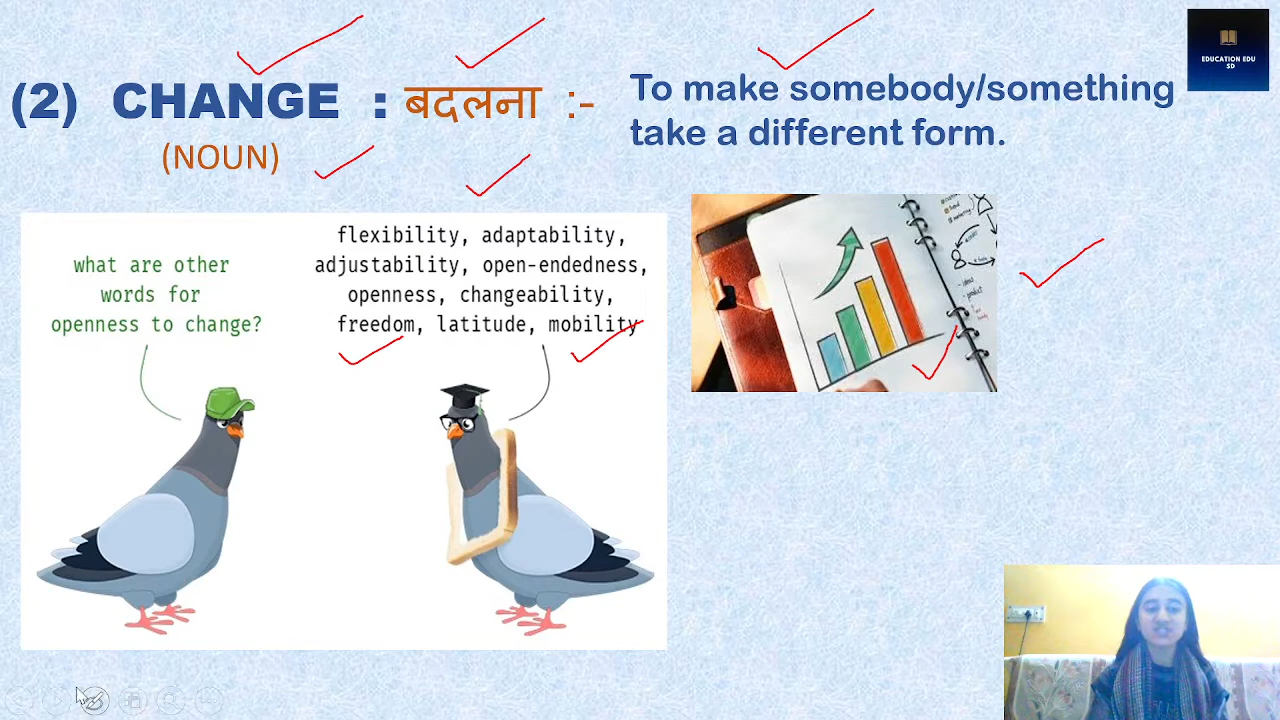 (2) CHANGE : बदलना :-
(NOUN)
To make somebody/something
take a different form.
EDUCATION EDU
SD
what are other
words for
openness to change?
flexibility, adaptability,
adjustability, open-endedness,
openness, changeability,
freedom, latitude, mobility